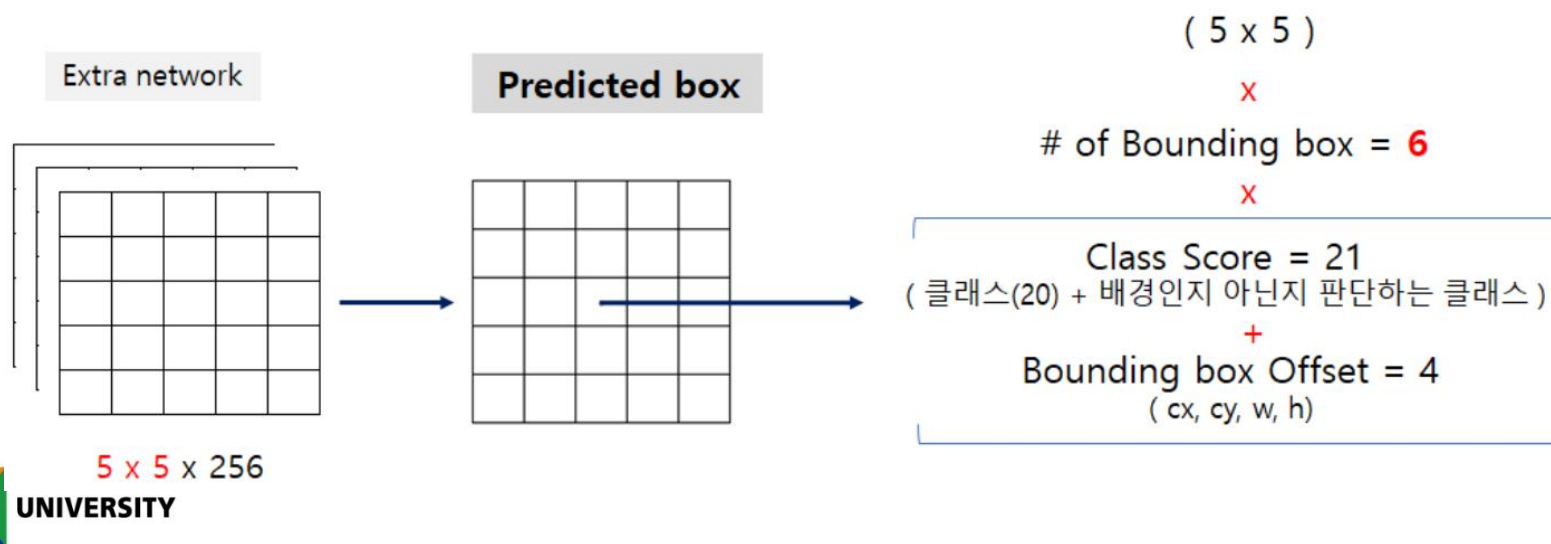 Extra network
5 x 5 x 256
UNIVERSITY
Predicted box
( 5 x 5 )
x
# of Bounding box = 6
x
Class Score = 21
( 클래스(20) + 배경인지 아닌지 판단하는 클래스 )
+
Bounding box Offset = 4
( cx, cy, w, h)